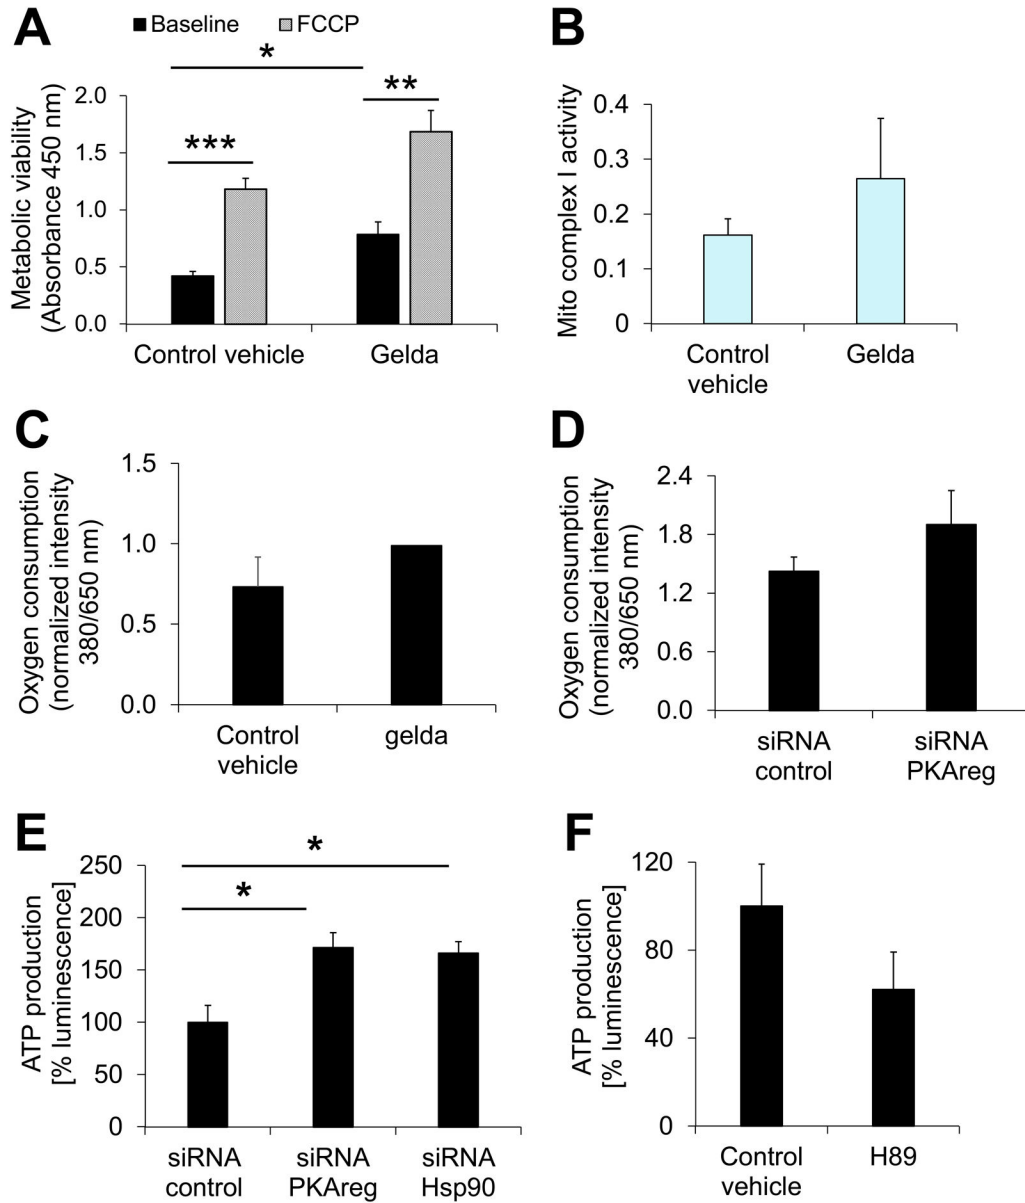 A
Baseline
FCCP
*
**
***
Metabolic viability
(Absorbance 450 nm)
2.0
1.5
1.0
0.5
0.0
Control vehicle
Gelda
B
Mito complex I activity
0.4
0.3
0.2
0.1
0
Control
vehicle
Gelda
C
Oxygen consumption
(normalized intensity
380/650 nm)
1.5
1.0
0.5
0.0
Control
vehicle
gelda
D
Oxygen consumption
(normalized intensity
380/650 nm)
2.4
1.8
1.2
0.6
0.0
siRNA
control
siRNA
PKAreg
E
*
*
ATP production
[% luminescence]
250
200
150
100
50
0
siRNA
control
siRNA
PKAreg
siRNA
Hsp90
F
ATP production
[% luminescence]
120
80
40
0
Control
vehicle
H89